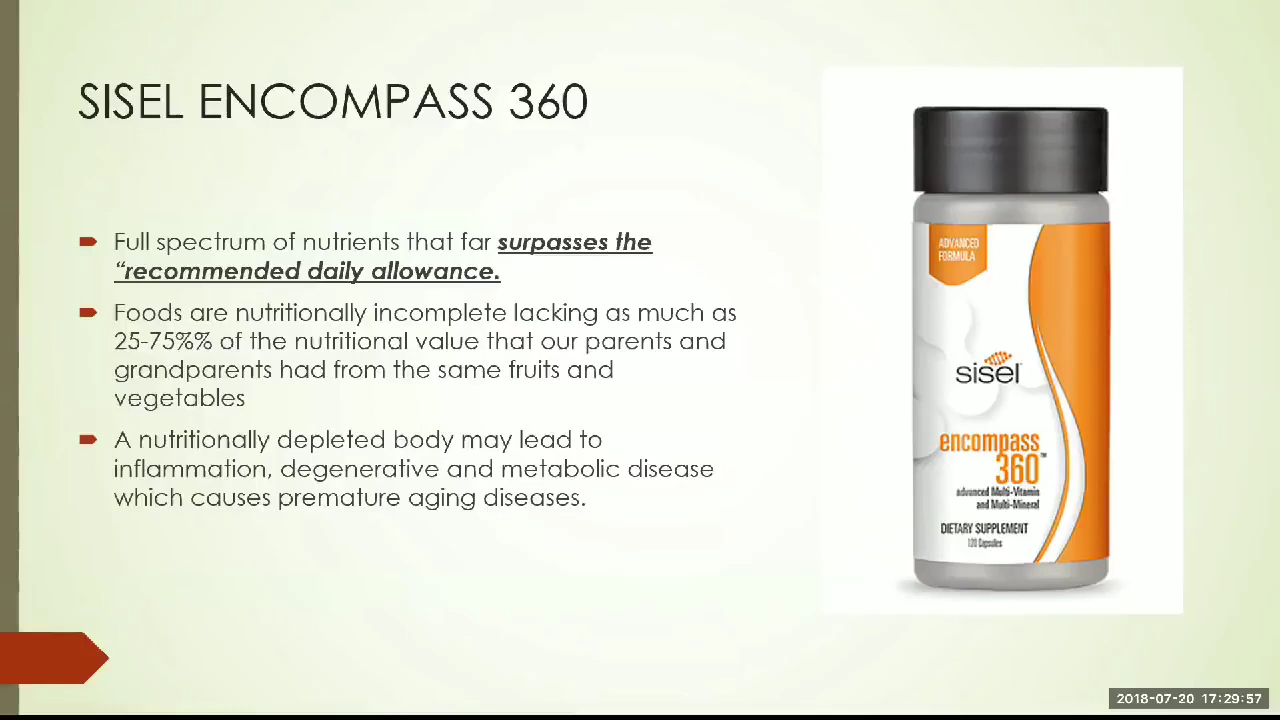 SISEL ENCOMPASS 360
Full spectrum of nutrients that far surpasses the
“recommended daily allowance.
Foods are nutritionally incomplete lacking as much as
25-75%% of the nutritional value that our parents and
grandparents had from the same fruits and
vegetables
A nutritionally depleted body may lead to
inflammation, degenerative and metabolic disease
which causes premature aging diseases.
ADVANCED
FORMULA
sisel
encompass
360™
advanced Multi-Vitamin
and Multi-Mineral
DIETARY SUPPLEMENT
120 Capsules
2018-07-20 17:29:57